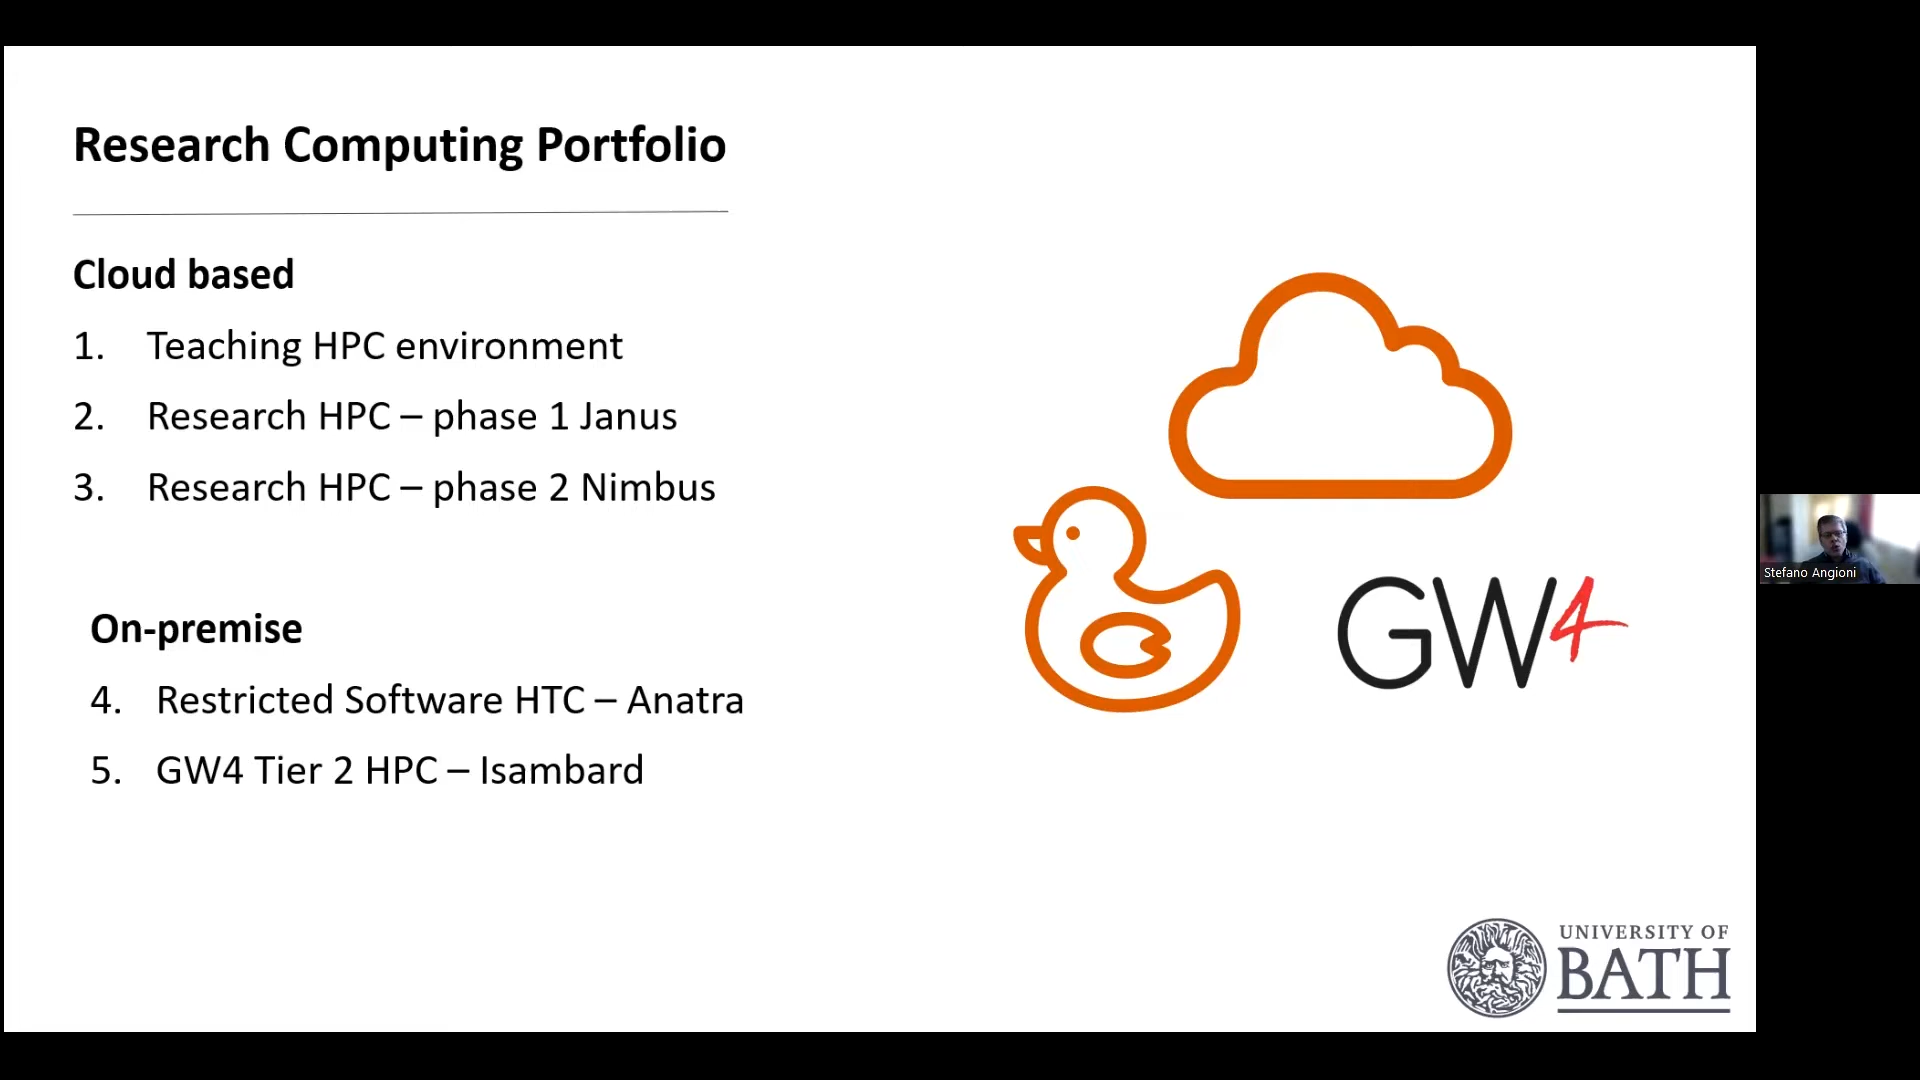 Research Computing Portfolio
Cloud based
1. Teaching HPC environment
2. Research HPC – phase 1 Janus
3. Research HPC – phase 2 Nimbus
On-premise
4. Restricted Software HTC – Anatra
5. GW4 Tier 2 HPC – Isambard
GW4
UNIVERSITY OF
BATH
Stefano Angioni